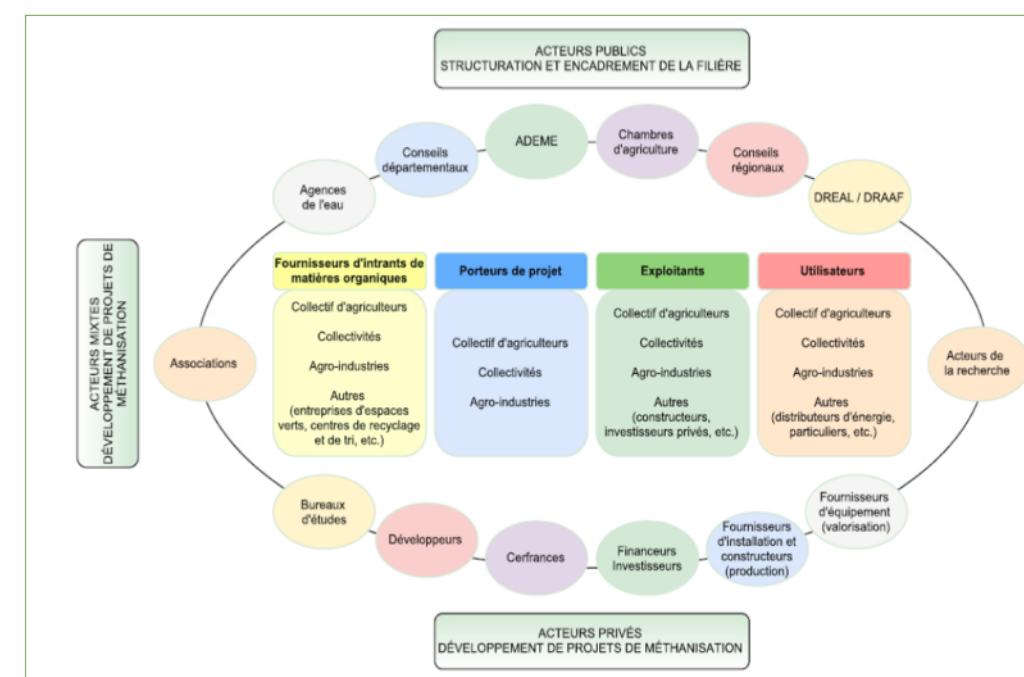 ACTEURS PUBLICS
STRUCTURATION ET ENCADREMENT DE LA FILIÈRE
ADEME
Chambres
d'agriculture
Conseils
départementaux
Conseils
régionaux
Agences
de l'eau
DREAL / DRAAF
ACTEURS MIXTES
DÉVELOPPEMENT DE PROJETS DE
MÉTHANISATION
Associations
Fournisseurs d'intrants de
matières organiques
Collectif d'agriculteurs
Collectivités
Agro-industries
Autres
(entreprises d'espaces
verts, centres de recyclage
et de tri, etc.)
Porteurs de projet
Collectif d'agriculteurs
Collectivités
Agro-industries
Exploitants
Collectif d'agriculteurs
Collectivités
Agro-industries
Autres
(constructeurs,
investisseurs privés, etc.)
Utilisateurs
Collectif d'agriculteurs
Collectivités
Agro-industries
Autres
(distributeurs d'énergie,
particuliers, etc.)
Acteurs de
la recherche
Bureaux
d'études
Développeurs
Cerfrances
Financeurs
Investisseurs
Fournisseurs
d'installation et
constructeurs
(production)
Fournisseurs
d'équipement
(valorisation)
ACTEURS PRIVÉS
DÉVELOPPEMENT DE PROJETS DE MÉTHANISATION